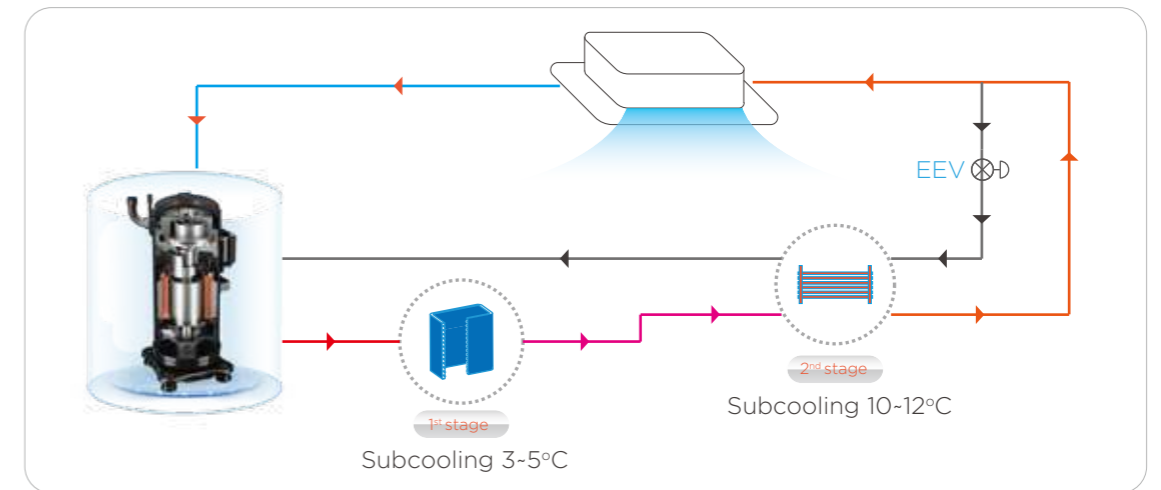 EEV
2nd stage
Subcooling 10~12°C
1st stage
Subcooling 3~5°C